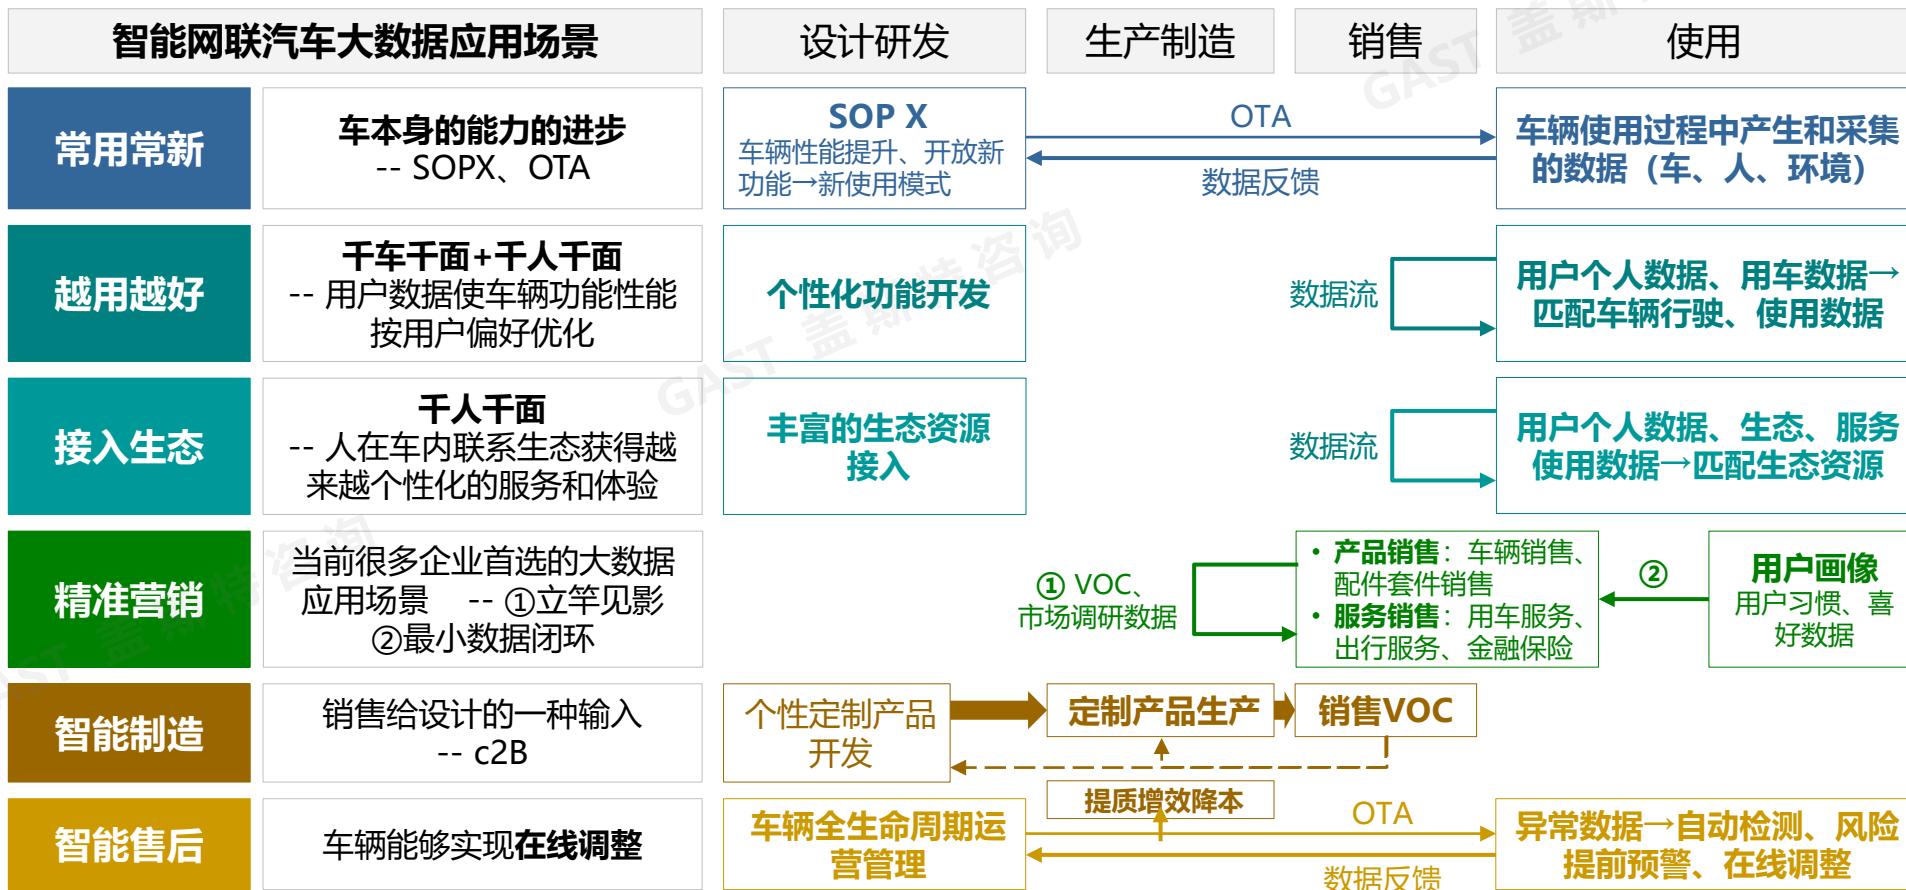 智能网联汽车大数据应用场景
设计研发
生产制造
销售
使用
常用常新
车本身的能力的进步
-- SOPX、OTA
SOP X
车辆性能提升、开放新
功能→新使用模式
OTA
数据反馈
车辆使用过程中产生和采集
的数据（车、人、环境）
越用越好
千车千面+千人千面
-- 用户数据使车辆功能性能
按用户偏好优化
个性化功能开发
数据流
用户个人数据、用车数据→
匹配车辆行驶、使用数据
接入生态
千人千面
-- 人在车内联系生态获得越
来越个性化的服务和体验
丰富的生态资源
接入
数据流
用户个人数据、生态、服务
使用数据→匹配生态资源
精准营销
当前很多企业首选的大数据
应用场景 -- ①立竿见影
②最小数据闭环
① VOC、
市场调研数据
• 产品销售：车辆销售、
配件套件销售
• 服务销售：用车服务、
出行服务、金融保险
②
用户画像
用户习惯、喜
好数据
智能制造
销售给设计的一种输入
-- c2B
个性定制产品
开发
定制产品生产
销售VOC
提质增效降本
智能售后
车辆能够实现在线调整
车辆全生命周期运
营管理
OTA
数据反馈
异常数据→自动检测、风险
提前预警、在线调整
GAST 盖斯特咨询